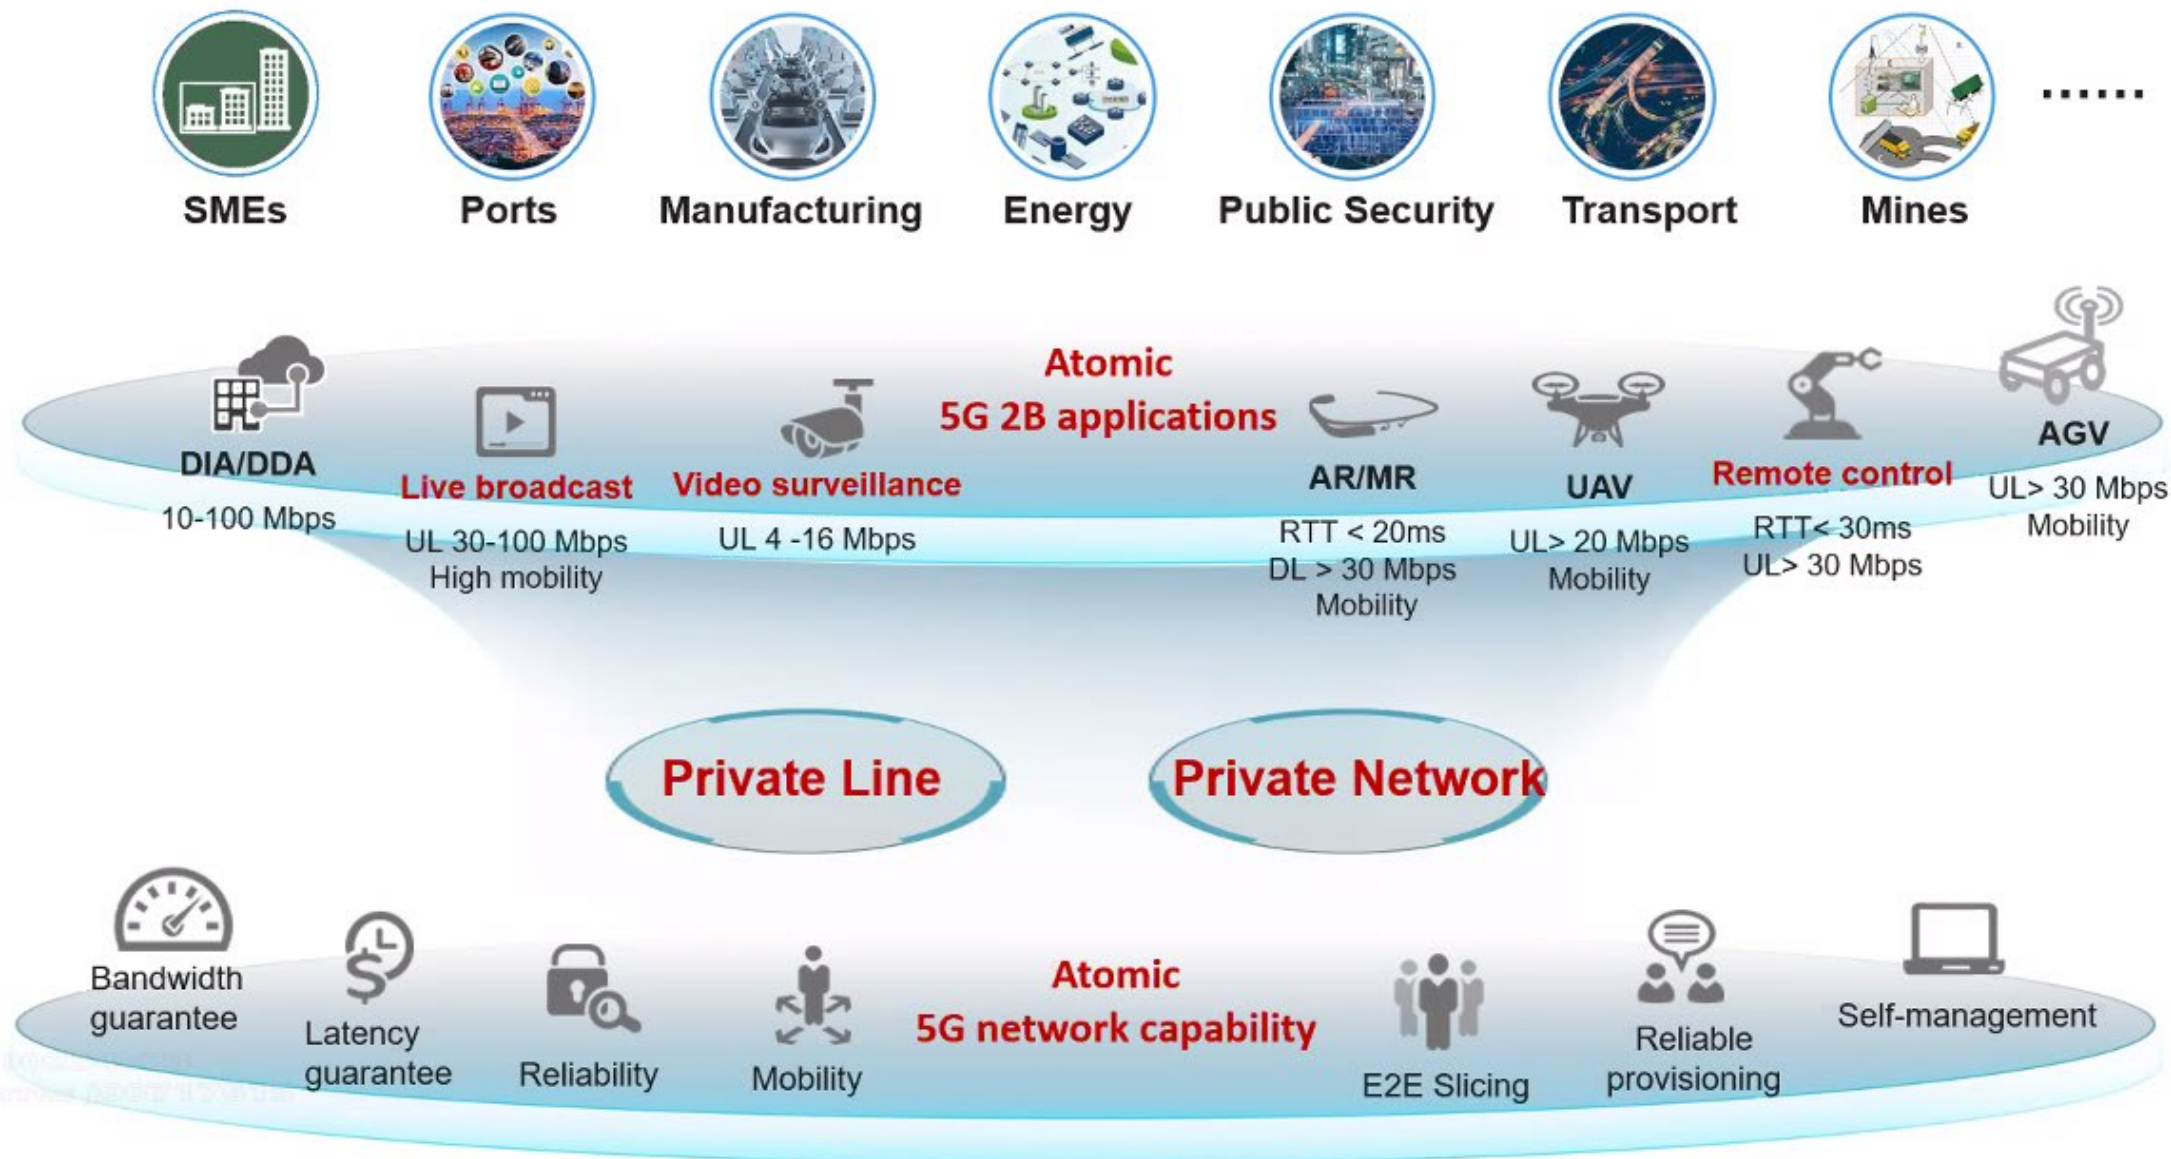 SMEs
Ports
Manufacturing
Energy
Public Security
Transport
Mines
......
Atomic
5G 2B applications
DIA/DDA
10-100 Mbps
Live broadcast
UL 30-100 Mbps
High mobility
Video surveillance
UL 4 -16 Mbps
AR/MR
RTT < 20ms
DL > 30 Mbps
Mobility
UAV
UL> 20 Mbps
Mobility
Remote control
RTT< 30ms
UL> 30 Mbps
AGV
UL> 30 Mbps
Mobility
Private Line
Private Network
Atomic
5G network capability
Bandwidth
guarantee
Latency
guarantee
Reliability
Mobility
E2E Slicing
Reliable
provisioning
Self-management